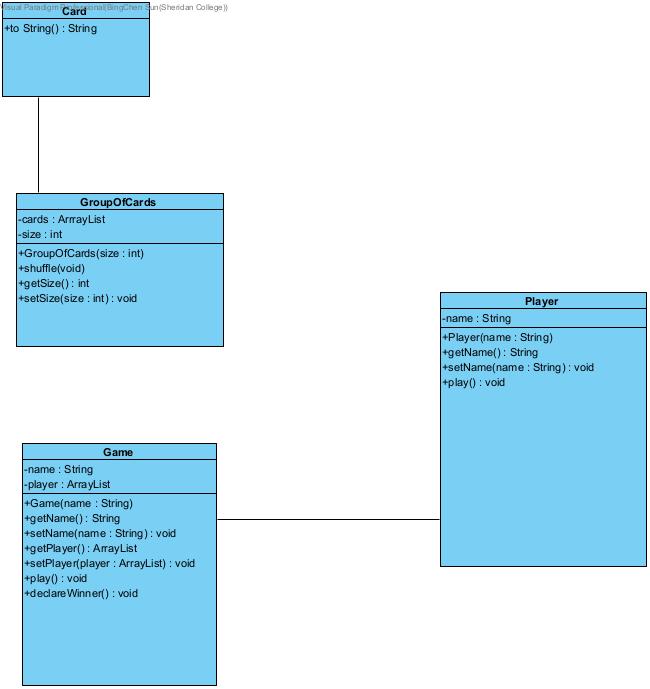 Visual Paradigm Professional(BingChen Sun(Sheridan College))
Card
+to String() : String
GroupOfCards
-cards : ArrrayList
-size : int
+GroupOfCards(size : int)
+shuffle(void)
+getSize() : int
+setSize(size : int) : void
Player
-name : String
+Player(name : String)
+getName() : String
+setName(name : String) : void
+play() : void
Game
-name : String
-player : ArrayList
+Game(name : String)
+getName() : String
+setName(name : String) : void
+getPlayer() : ArrayList
+setPlayer(player : ArrayList) : void
+play() : void
+declareWinner() : void